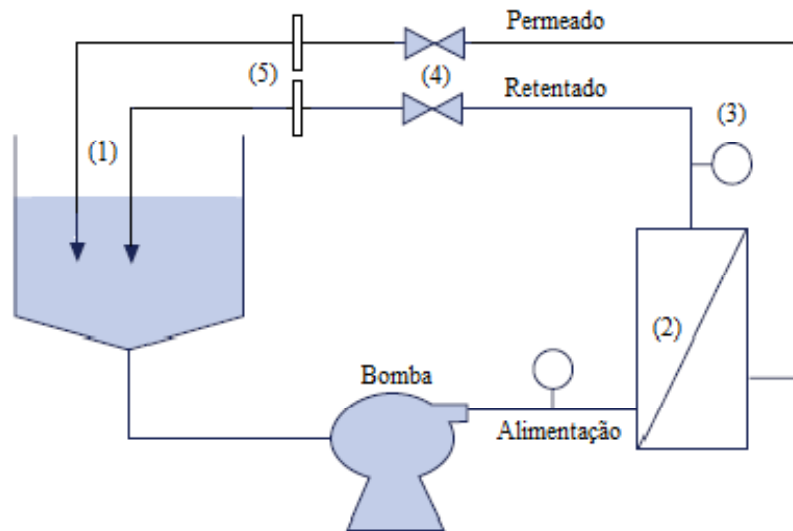 Permeado
(5)
(4)
Retentado
(1)
(3)
(2)
Bomba
Alimentação